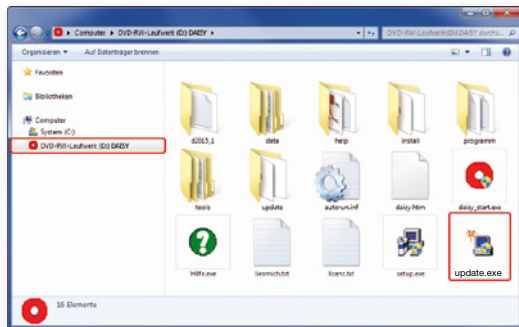 Computer ▸ DVD-RW-Laufwerk (D:) DAISY ▸
DVD-RW-Laufwerk (D:) DAISY durchs...
Organisieren Auf Datenträger brennen
Favoriten
Bibliotheken
Computer
System (C:)
DVD-RW-Laufwerk (D:) DAISY
d2015_1 data help install programm
tools update autorun.inf daisy.htm daisy_start.exe
Hilfe.exe liesmich.txt lizenz.txt setup.exe update.exe
16 Elemente